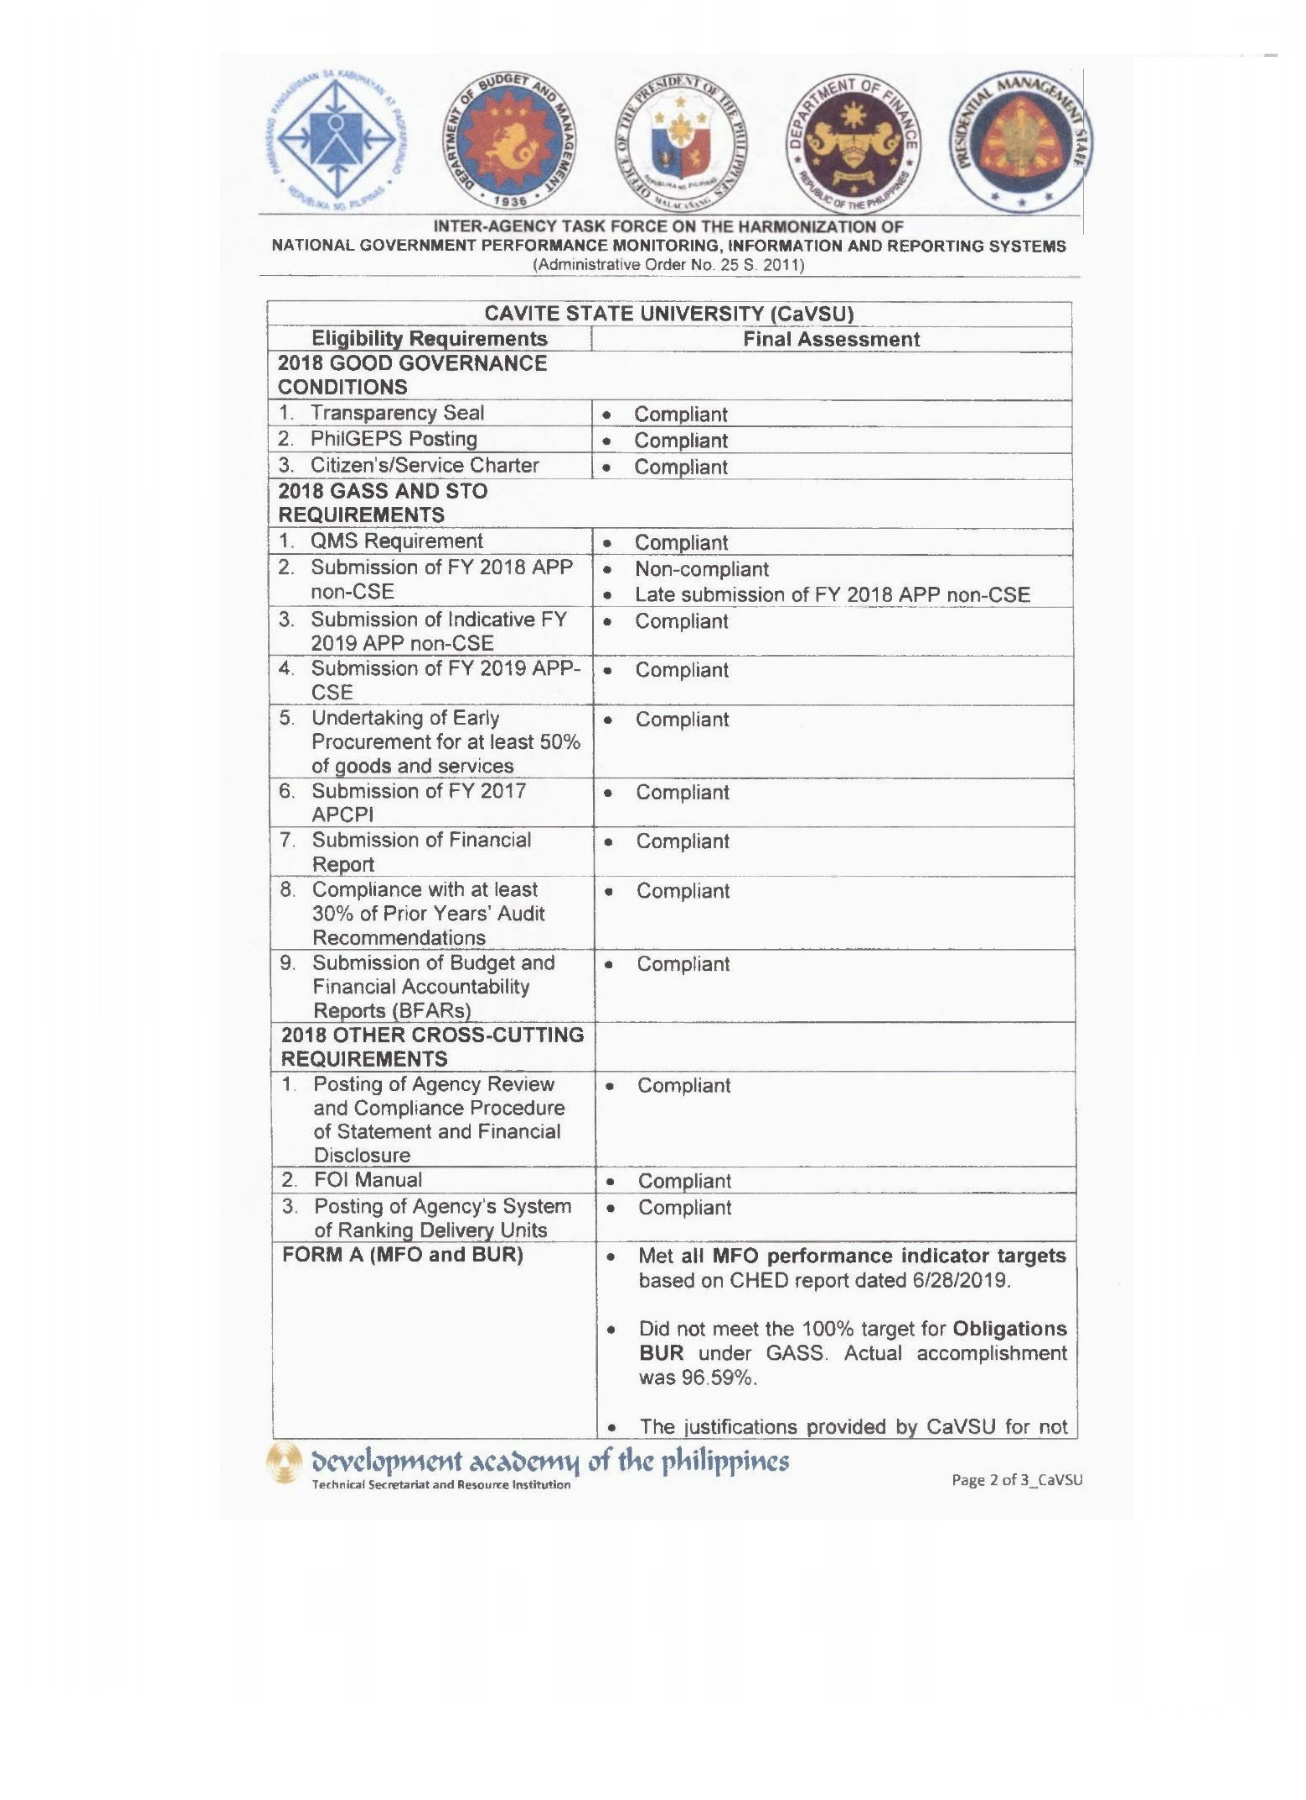 PAMBANSANG PANGASIWAAN SA KABUHAYAN AT PAGPAPAUNLAD • REPUBLIKA NG PILIPINAS •
DEPARTMENT OF BUDGET AND MANAGEMENT • 1936 •
OFFICE OF THE PRESIDENT OF THE PHILIPPINES
MALACAÑANG
DEPARTMENT OF FINANCE
REPUBLIC OF THE PHILIPPINES
PRESIDENTIAL MANAGEMENT STAFF
INTER-AGENCY TASK FORCE ON THE HARMONIZATION OF
NATIONAL GOVERNMENT PERFORMANCE MONITORING, INFORMATION AND REPORTING SYSTEMS
(Administrative Order No. 25 S. 2011)
CAVITE STATE UNIVERSITY (CaVSU)
Eligibility Requirements Final Assessment
2018 GOOD GOVERNANCE
CONDITIONS
1. Transparency Seal • Compliant
2. PhilGEPS Posting • Compliant
3. Citizen's/Service Charter • Compliant
2018 GASS AND STO
REQUIREMENTS
1. QMS Requirement • Compliant
2. Submission of FY 2018 APP • Non-compliant
non-CSE • Late submission of FY 2018 APP non-CSE
3. Submission of Indicative FY • Compliant
2019 APP non-CSE
4. Submission of FY 2019 APP- • Compliant
CSE
5. Undertaking of Early • Compliant
Procurement for at least 50%
of goods and services
6. Submission of FY 2017 • Compliant
APCPI
7. Submission of Financial • Compliant
Report
8. Compliance with at least • Compliant
30% of Prior Years' Audit
Recommendations
9. Submission of Budget and • Compliant
Financial Accountability
Reports (BFARs)
2018 OTHER CROSS-CUTTING
REQUIREMENTS
1. Posting of Agency Review • Compliant
and Compliance Procedure
of Statement and Financial
Disclosure
2. FOI Manual • Compliant
3. Posting of Agency's System • Compliant
of Ranking Delivery Units
FORM A (MFO and BUR) • Met all MFO performance indicator targets
based on CHED report dated 6/28/2019.
• Did not meet the 100% target for Obligations
BUR under GASS. Actual accomplishment
was 96.59%.
• The justifications provided by CaVSU for not
development academy of the philippines
Technical Secretariat and Resource Institution
Page 2 of 3_CaVSU